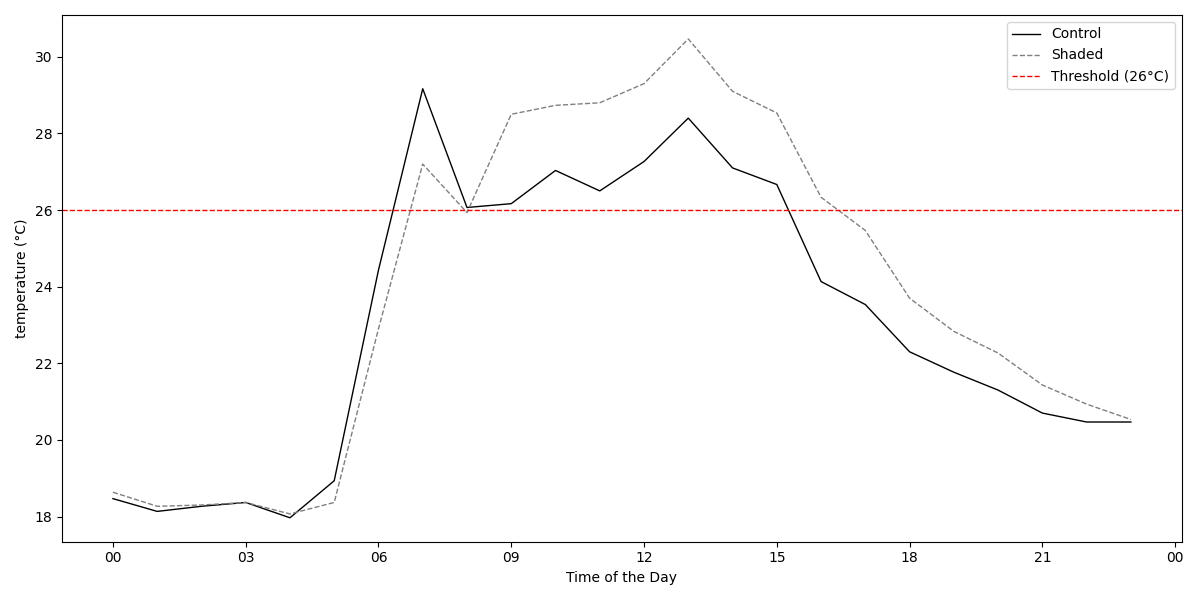 Control
Shaded
Threshold (26°C)
temperature (°C)
30
28
26
24
22
20
18
00 03 06 09 12 15 18 21 00
Time of the Day